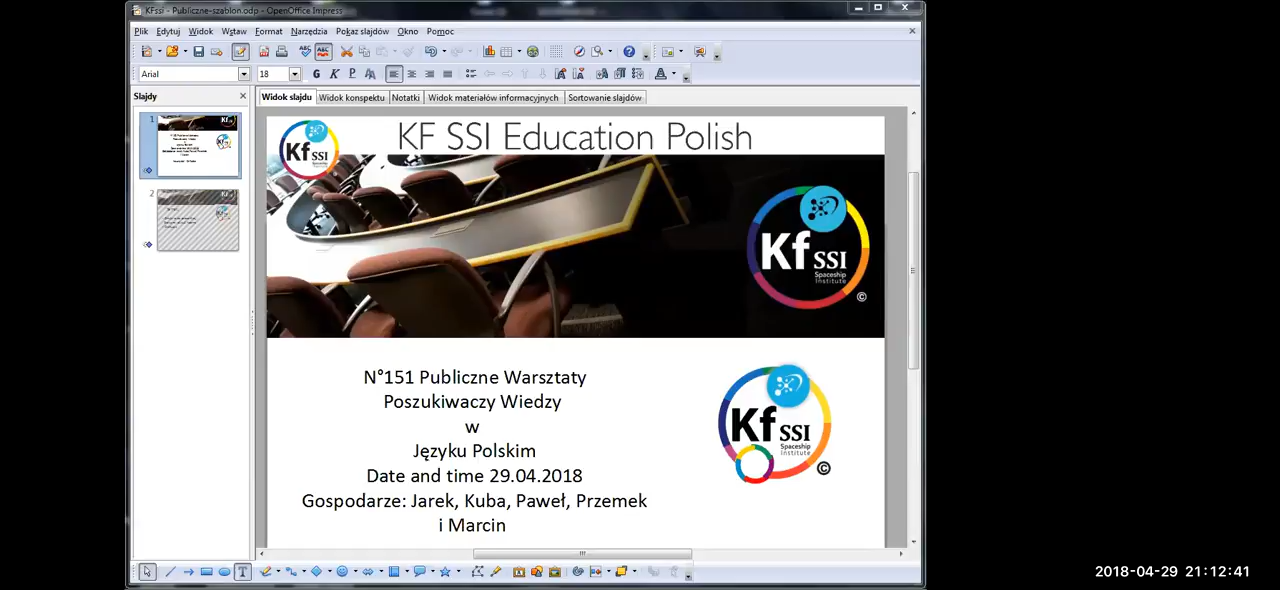 KFssi - Publiczne-szablon.odp - OpenOffice Impress
Plik Edytuj Widok Wstaw Format Narzędzia Pokaz slajdów Okno Pomoc
Arial 18
Slajdy
Widok slajdu Widok konspektu Notatki Widok materiałów informacyjnych Sortowanie slajdów
1
2
KF SSI Education Polish
Kf SSI
Kf SSI
Spaceship
Institute
©
N°151 Publiczne Warsztaty
Poszukiwaczy Wiedzy
w
Języku Polskim
Date and time 29.04.2018
Gospodarze: Jarek, Kuba, Paweł, Przemek
i Marcin
Kf SSI
Spaceship
Institute
©
2018-04-29 21:12:41